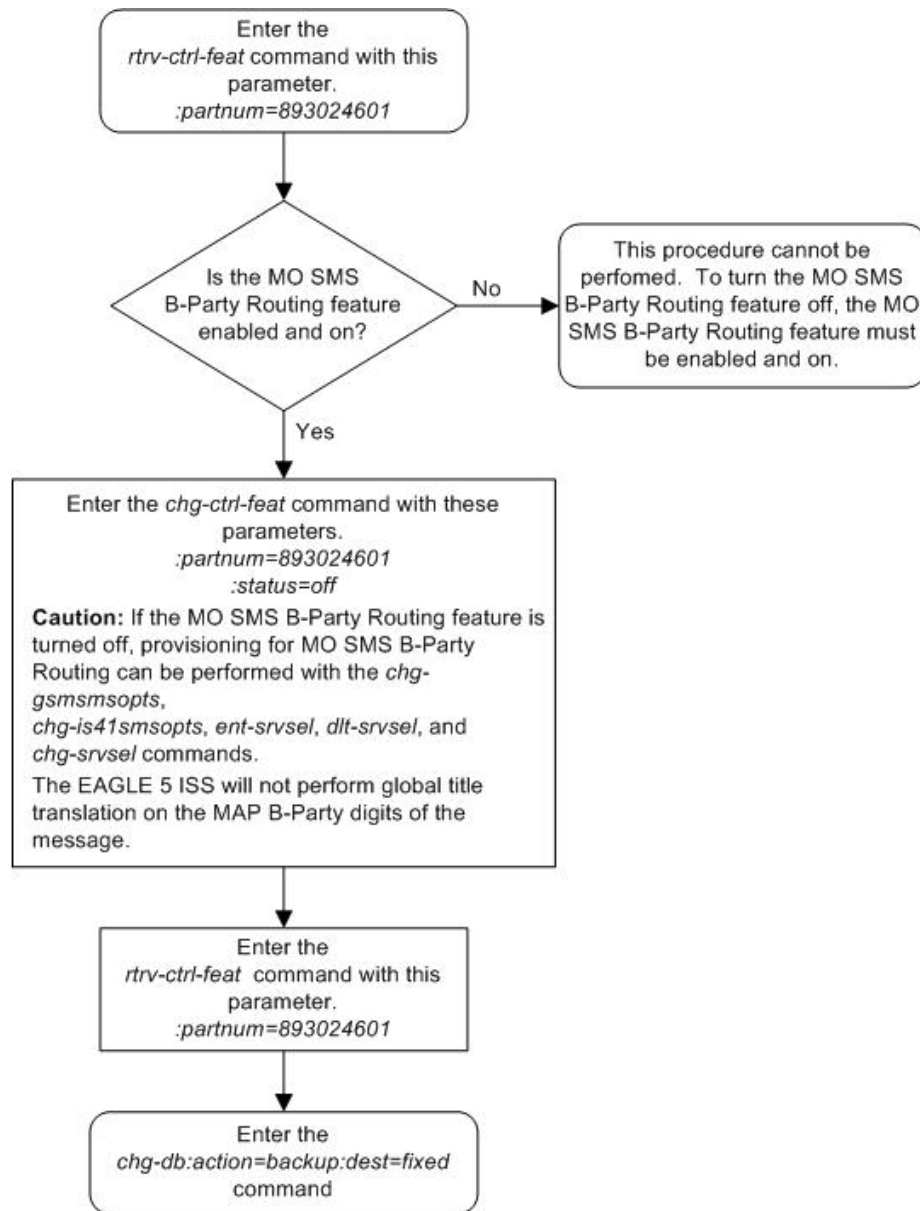 Enter the
rtrv-ctrl-feat command with this
parameter.
:partnum=893024601
Is the MO SMS
B-Party Routing feature
enabled and on?
No
This procedure cannot be
perfomed. To turn the MO SMS
B-Party Routing feature off, the MO
SMS B-Party Routing feature must
be enabled and on.
Yes
Enter the chg-ctrl-feat command with these
parameters.
:partnum=893024601
:status=off
Caution: If the MO SMS B-Party Routing feature is
turned off, provisioning for MO SMS B-Party
Routing can be performed with the chg-
gsmsmsopts,
chg-is41smsopts, ent-srvsel, dlt-srvsel, and
chg-srvsel commands.
The EAGLE 5 ISS will not perform global title
translation on the MAP B-Party digits of the
message.
Enter the
rtrv-ctrl-feat command with this
parameter.
:partnum=893024601
Enter the
chg-db:action=backup:dest=fixed
command